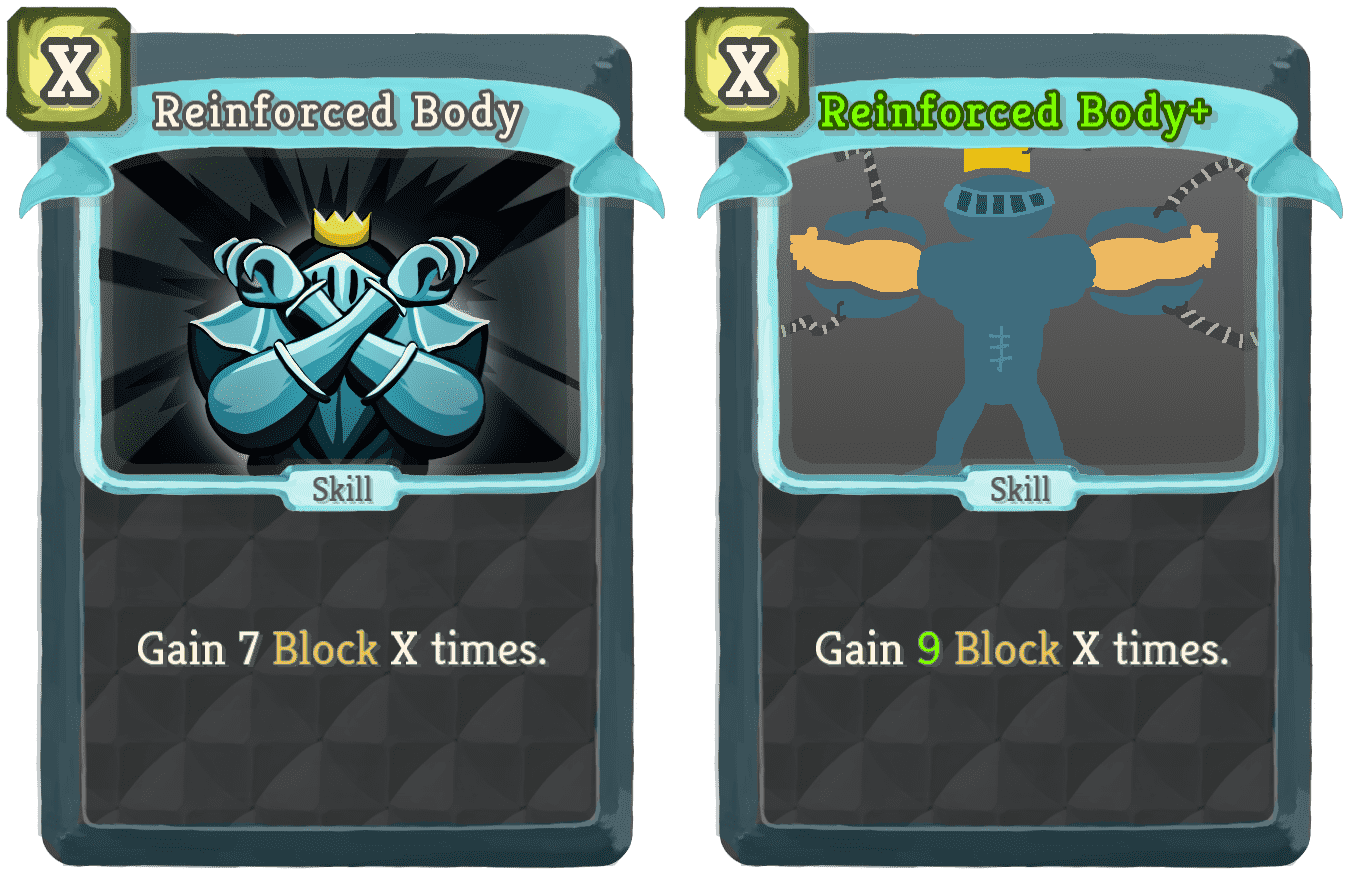 X
Reinforced Body
Skill
Gain 7 Block X times.
X
Reinforced Body+
Skill
Gain 9 Block X times.